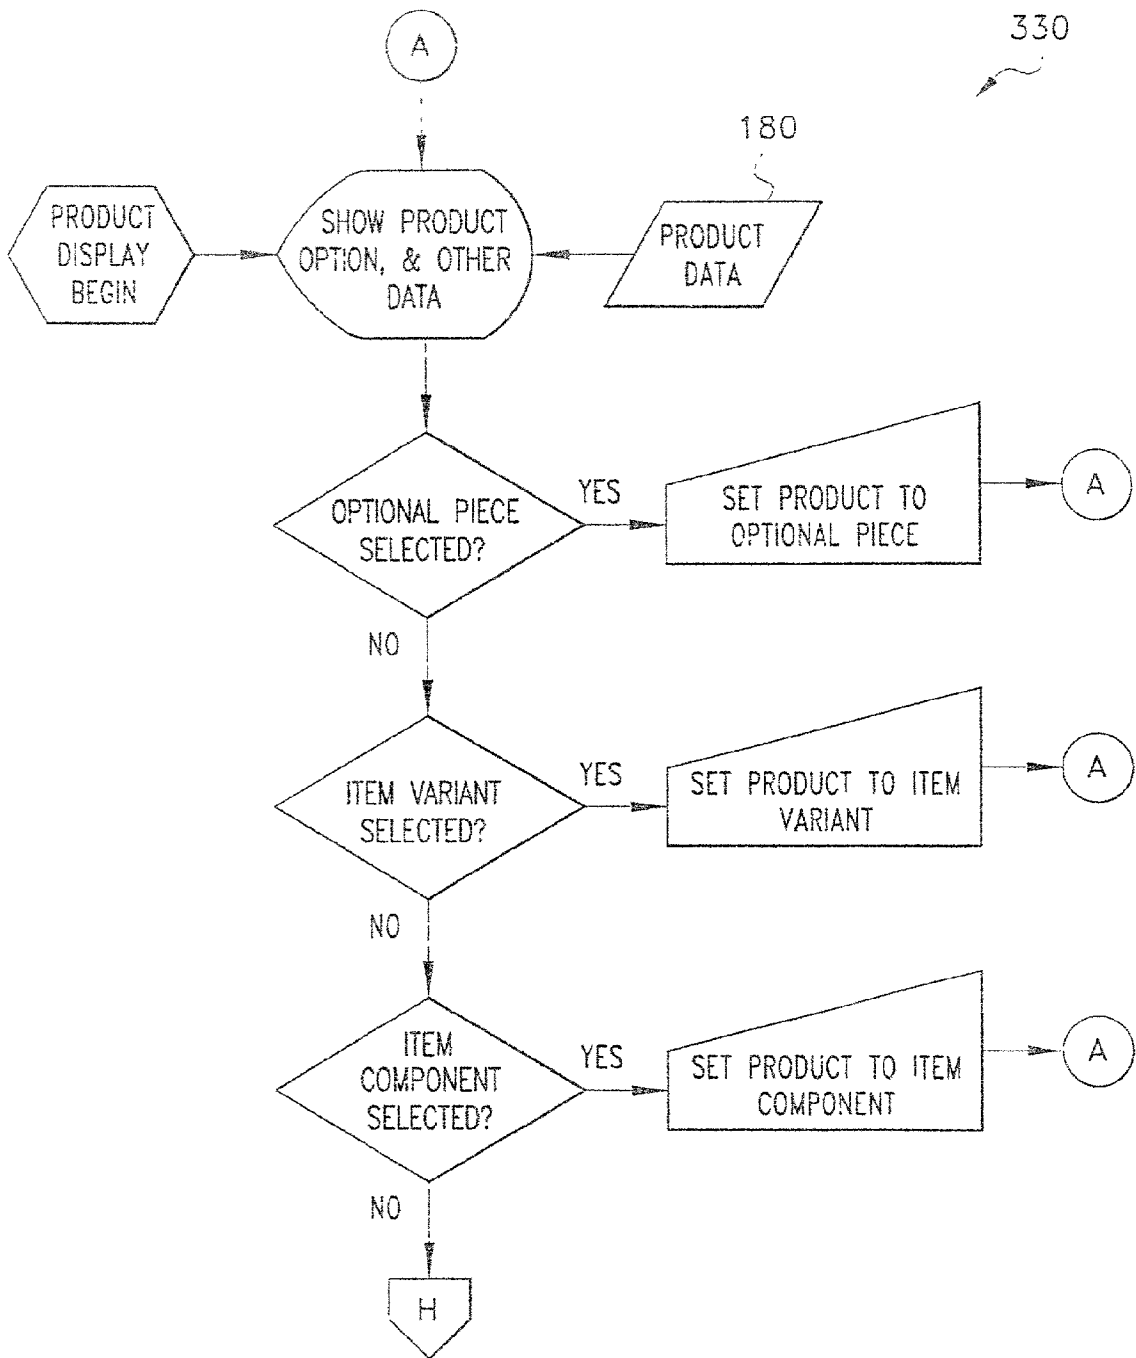 330
A
180
PRODUCT
DISPLAY
BEGIN
SHOW PRODUCT
OPTION, & OTHER
DATA
PRODUCT
DATA
OPTIONAL PIECE
SELECTED?
YES
SET PRODUCT TO
OPTIONAL PIECE
A
NO
ITEM VARIANT
SELECTED?
YES
SET PRODUCT TO ITEM
VARIANT
A
NO
ITEM
COMPONENT
SELECTED?
YES
SET PRODUCT TO ITEM
COMPONENT
A
NO
H